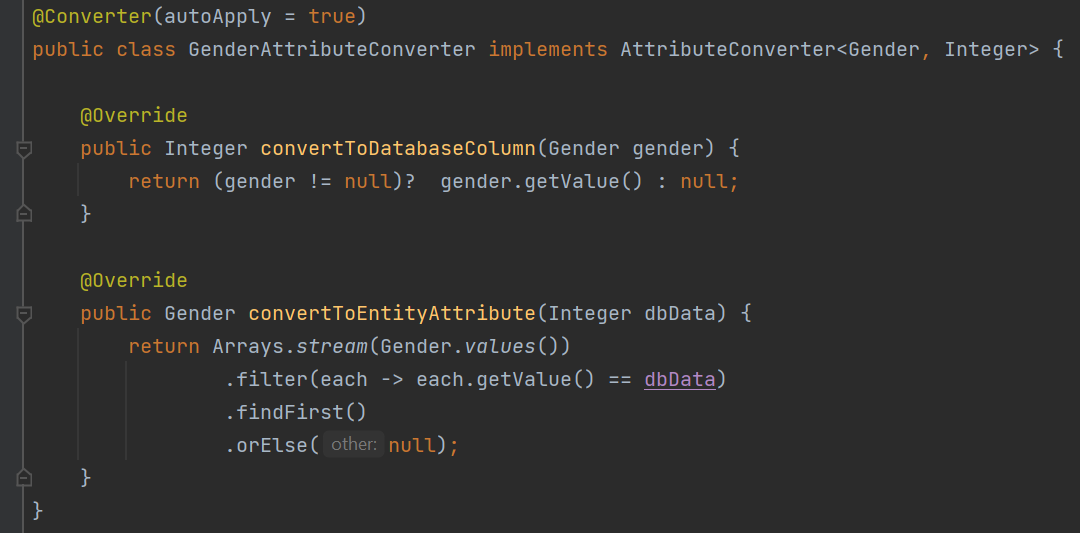 @Converter(autoApply = true)
public class GenderAttributeConverter implements AttributeConverter<Gender, Integer> {
@Override
public Integer convertToDatabaseColumn(Gender gender) {
return (gender != null)?  gender.getValue() : null;
}
@Override
public Gender convertToEntityAttribute(Integer dbData) {
return Arrays.stream(Gender.values())
.filter(each -> each.getValue() == dbData)
.findFirst()
.orElse( other: null);
}
}